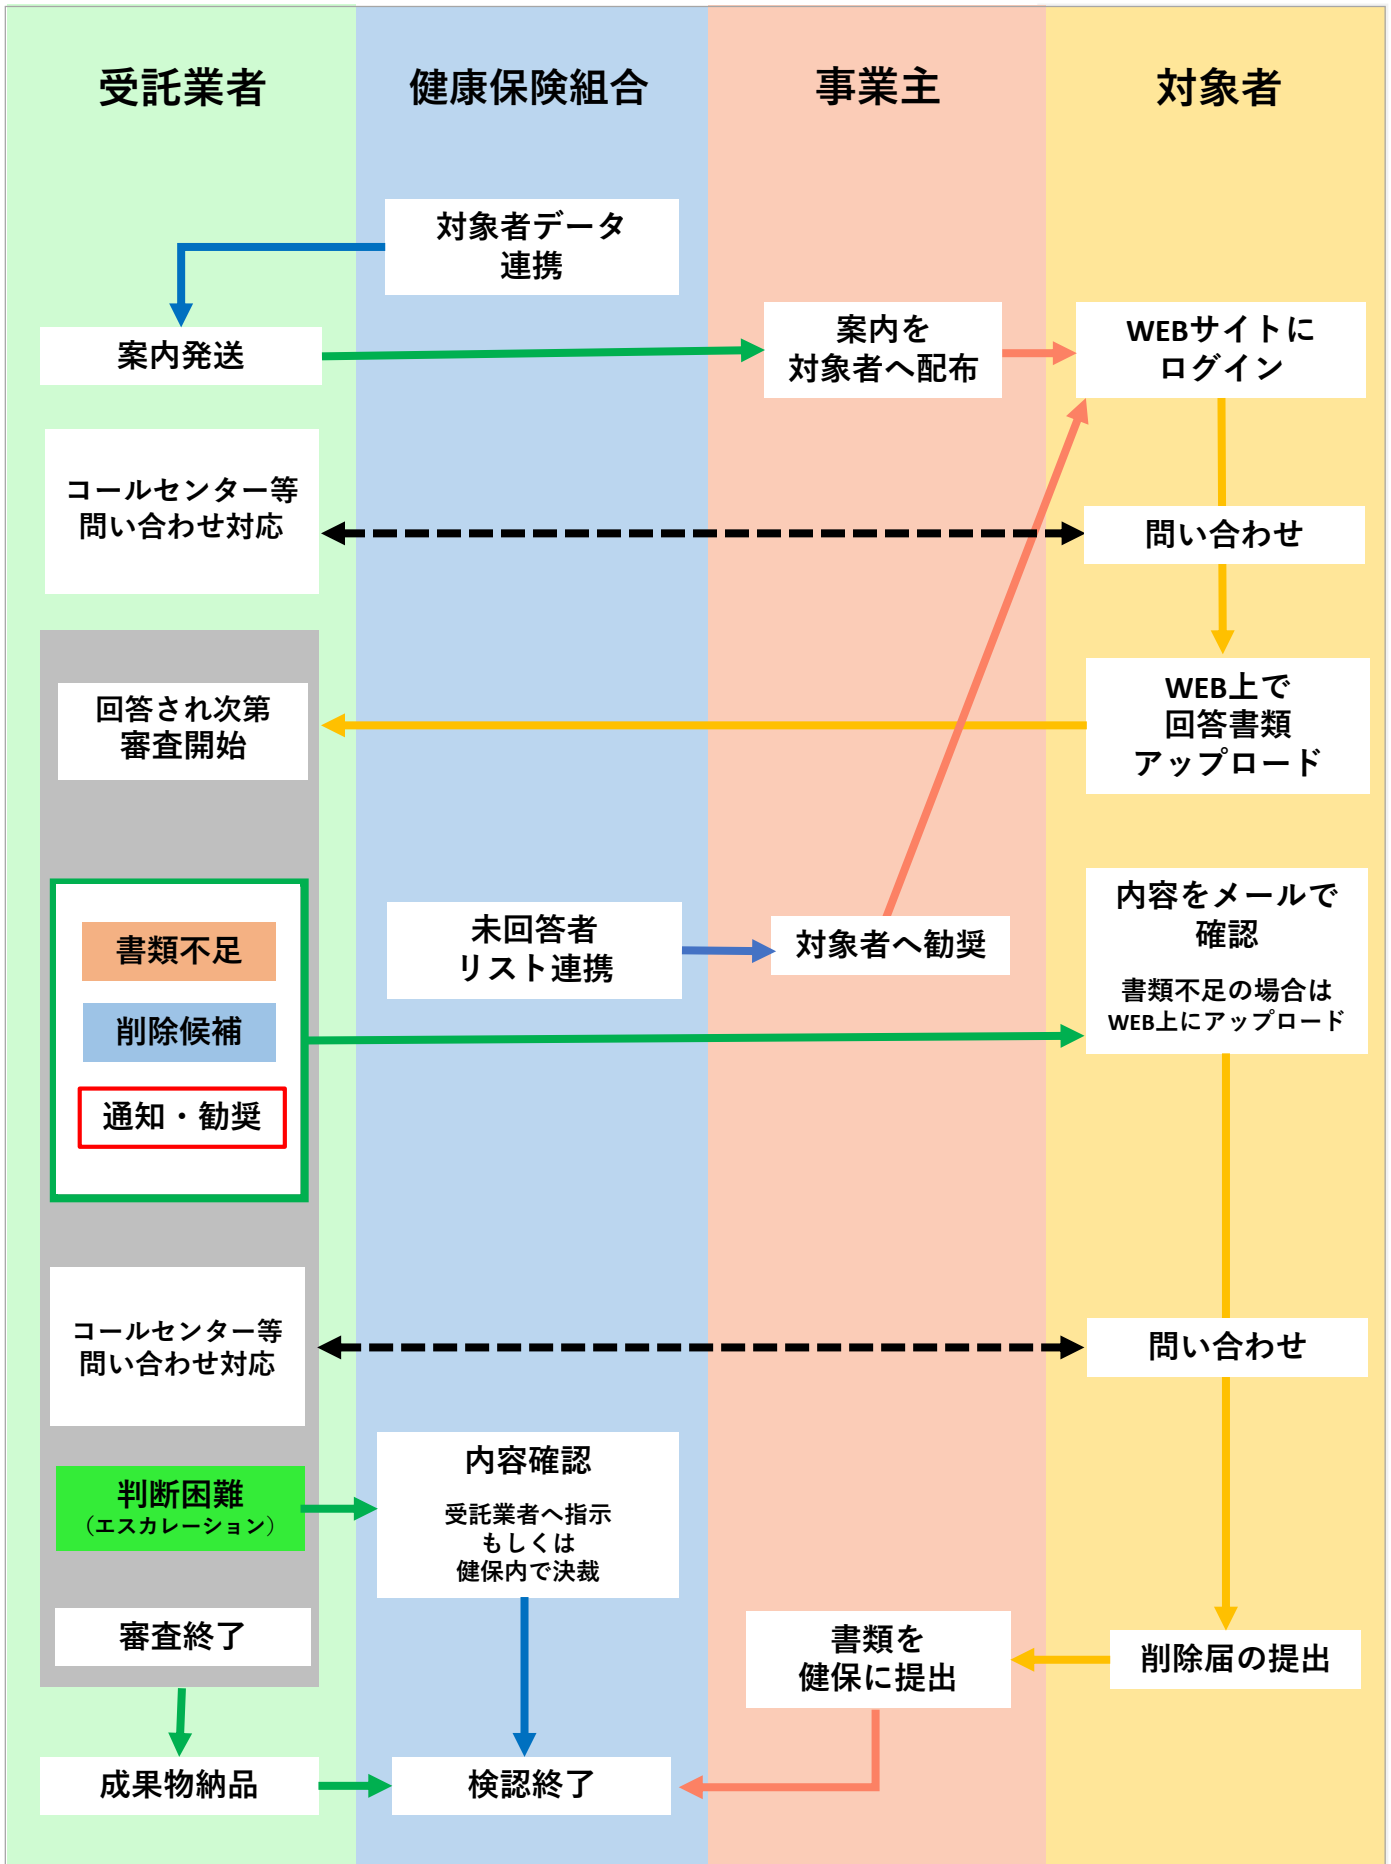 受託業者
健康保険組合
事業主
対象者
対象者データ
連携
案内発送
案内を
対象者へ配布
WEBサイトに
ログイン
コールセンター等
問い合わせ対応
問い合わせ
回答され次第
審査開始
WEB上で
回答書類
アップロード
書類不足
削除候補
通知・勧奨
未回答者
リスト連携
対象者へ勧奨
内容をメールで
確認
書類不足の場合は
WEB上にアップロード
コールセンター等
問い合わせ対応
問い合わせ
判断困難
（エスカレーション）
内容確認
受託業者へ指示
もしくは
健保内で決裁
審査終了
書類を
健保に提出
削除届の提出
成果物納品
検認終了